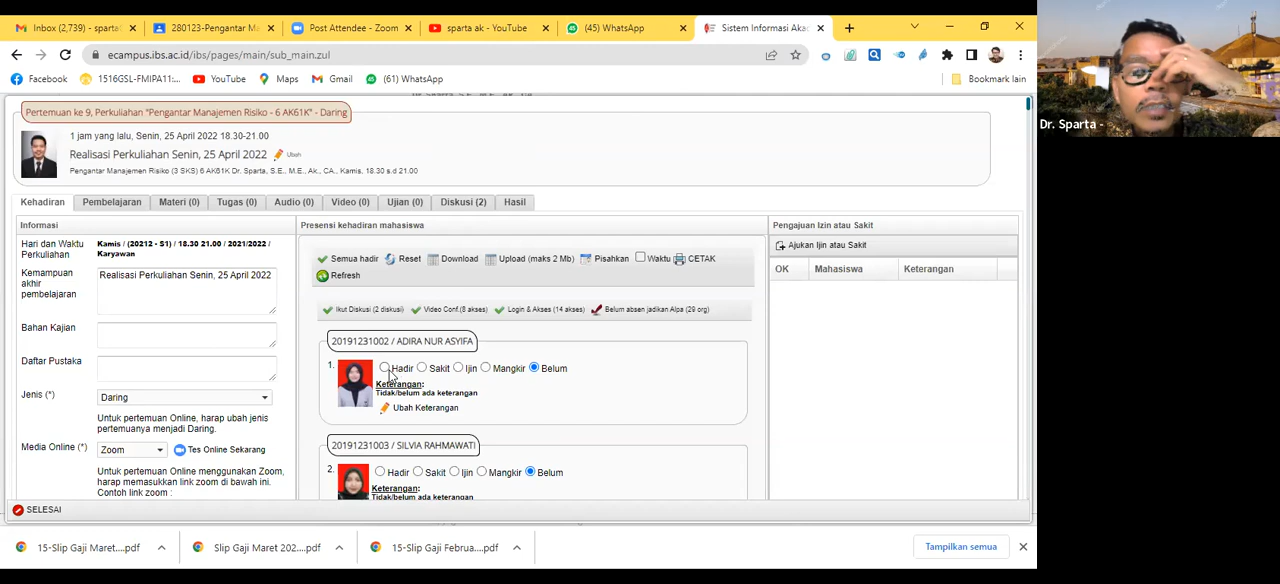 Inbox (2,739) - sparta
280123-Pengantar M
Post Attendee - Zoom
sparta ak - YouTube
(45) WhatsApp
Sistem Informasi Aka
ecampus.ibs.ac.id/ibs/pages/main/sub_main.zul
Facebook
1516GSL-FMIPA11:...
YouTube
Maps
Gmail
(61) WhatsApp
Bookmark lain
Pertemuan ke 9, Perkuliahan "Pengantar Manajemen Risiko - 6 AK61K" - Daring
1 jam yang lalu, Senin, 25 April 2022 18.30-21.00
Realisasi Perkuliahan Senin, 25 April 2022
Ubah
Pengantar Manajemen Risiko (3 SKS) 6 AK61K Dr. Sparta, S.E., M.E., Ak., CA., Kamis, 18.30 s.d 21.00
Kehadiran
Pembelajaran
Materi (0)
Tugas (0)
Audio (0)
Video (0)
Ujian (0)
Diskusi (2)
Hasil
Informasi
Hari dan Waktu
Perkuliahan
Kamis / (20212 - S1) / 18.30 21.00 / 2021/2022 /
Karyawan
Kemampuan
akhir
pembelajaran
Realisasi Perkuliahan Senin, 25 April 2022
Bahan Kajian
Daftar Pustaka
Jenis (*)
Daring
Untuk pertemuan Online, harap ubah jenis
pertemuanya menjadi Daring.
Media Online (*)
Zoom
Tes Online Sekarang
Untuk pertemuan Online menggunakan Zoom,
harap memasukkan link zoom di bawah ini.
Contoh link zoom :
Presensi kehadiran mahasiswa
Semua hadir
Reset
Download
Upload (maks 2 Mb)
Pisahkan
Waktu
CETAK
Refresh
Ikut Diskusi (2 diskusi)
Video Conf.(8 akses)
Login & Akses (14 akses)
Belum absen jadikan Alpa (29 org)
20191231002 / ADIRA NUR ASYIFA
1.
Hadir
Sakit
Ijin
Mangkir
Belum
Keterangan:
Tidak/belum ada keterangan
Ubah Keterangan
20191231003 / SILVIA RAHMAWATI
2.
Hadir
Sakit
Ijin
Mangkir
Belum
Keterangan:
Tidak/belum ada keterangan
Pengajuan Izin atau Sakit
Ajukan Ijin atau Sakit
OK
Mahasiswa
Keterangan
SELESAI
15-Slip Gaji Maret....pdf
Slip Gaji Maret 202....pdf
15-Slip Gaji Februa....pdf
Tampilkan semua
Dr. Sparta -